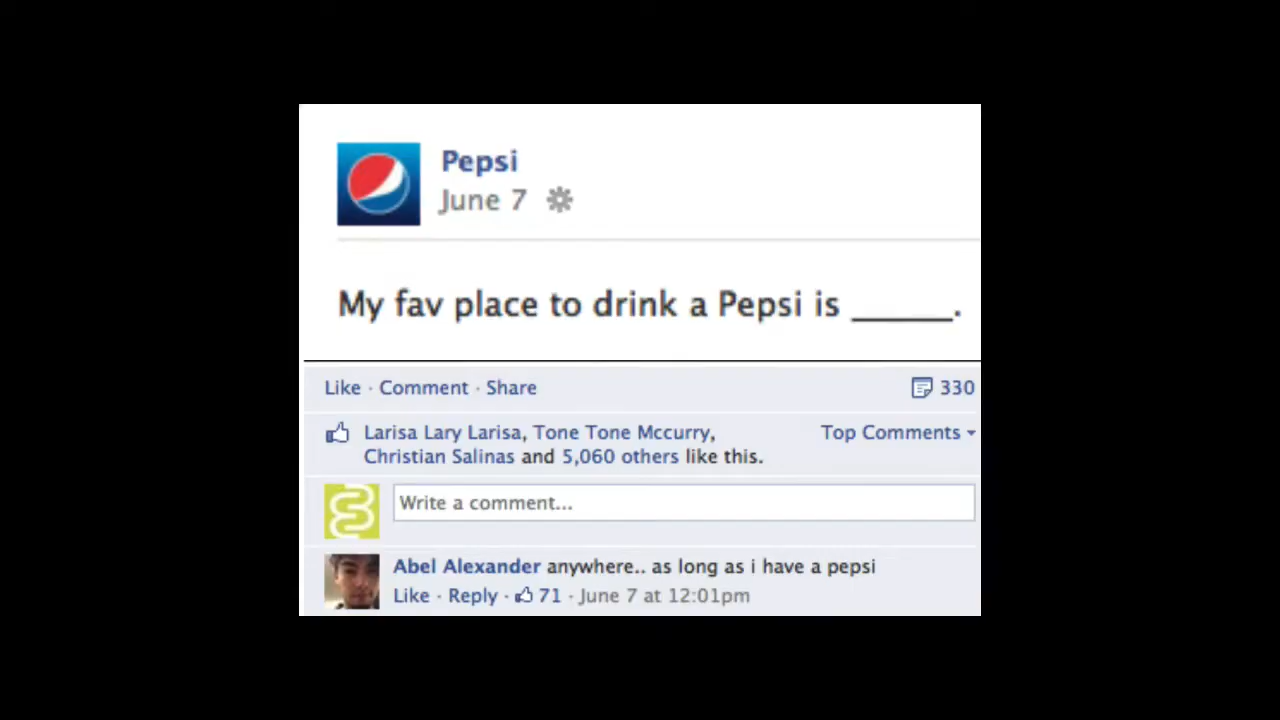 Pepsi
June 7
My fav place to drink a Pepsi is ______.
Like · Comment · Share
330
Larisa Lary Larisa, Tone Tone Mccurry,
Top Comments
Christian Salinas and 5,060 others like this.
Write a comment...
Abel Alexander anywhere.. as long as i have a pepsi
Like · Reply · 71 · June 7 at 12:01pm